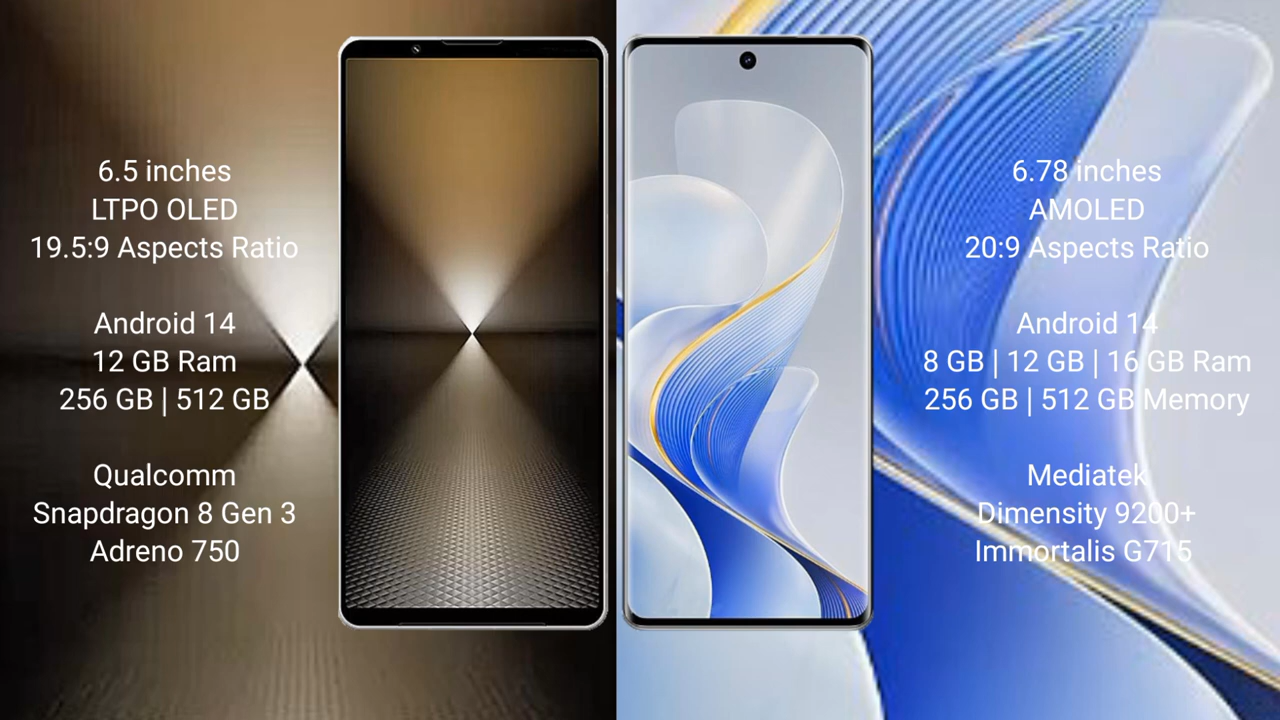 6.5 inches
LTPO OLED
19.5:9 Aspects Ratio
Android 14
12 GB Ram
256 GB | 512 GB
Qualcomm
Snapdragon 8 Gen 3
Adreno 750
6.78 inches
AMOLED
20:9 Aspects Ratio
Android 14
8 GB | 12 GB | 16 GB Ram
256 GB | 512 GB Memory
Mediatek
Dimensity 9200+
Immortalis G715